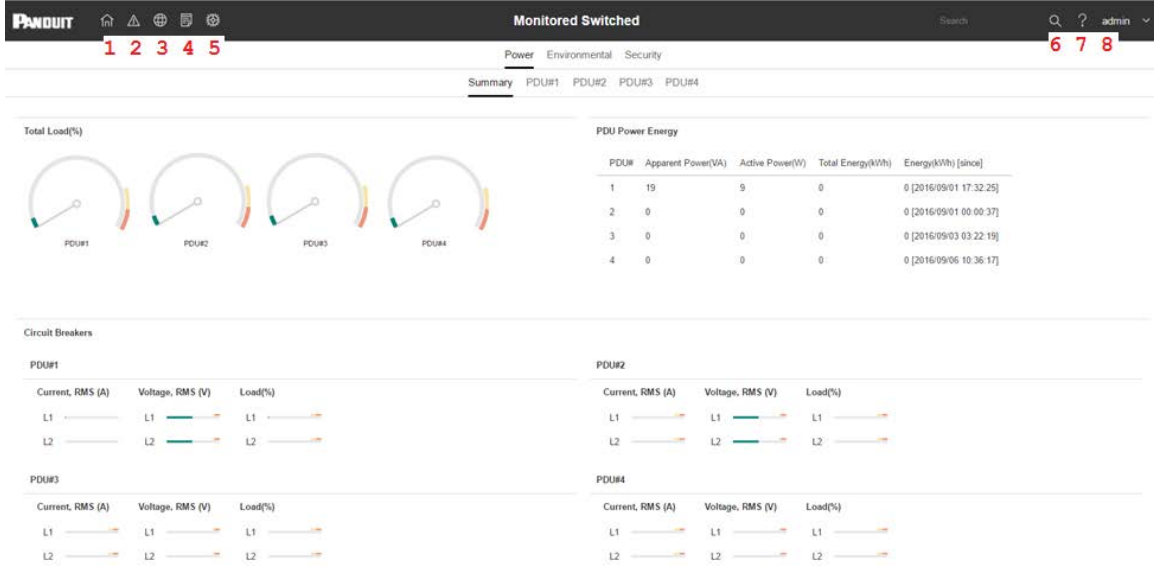 PANDUIT Monitored Switched Search ? admin
1 2 3 4 5 6 7 8
Power Environmental Security
Summary PDU#1 PDU#2 PDU#3 PDU#4
Total Load(%)
PDU#1 PDU#2 PDU#3 PDU#4
PDU Power Energy
PDU# Apparent Power(VA) Active Power(W) Total Energy(kWh) Energy(kWh) [since]
1 19 9 0 0 [2016/09/01 17:32:25]
2 0 0 0 0 [2016/09/01 00:00:37]
3 0 0 0 0 [2016/09/03 03:22:19]
4 0 0 0 0 [2016/09/06 10:36:17]
Circuit Breakers
PDU#1
Current, RMS (A) Voltage, RMS (V) Load(%)
L1 L1 L1
L2 L2 L2
PDU#2
Current, RMS (A) Voltage, RMS (V) Load(%)
L1 L1 L1
L2 L2 L2
PDU#3
Current, RMS (A) Voltage, RMS (V) Load(%)
L1 L1 L1
L2 L2 L2
PDU#4
Current, RMS (A) Voltage, RMS (V) Load(%)
L1 L1 L1
L2 L2 L2